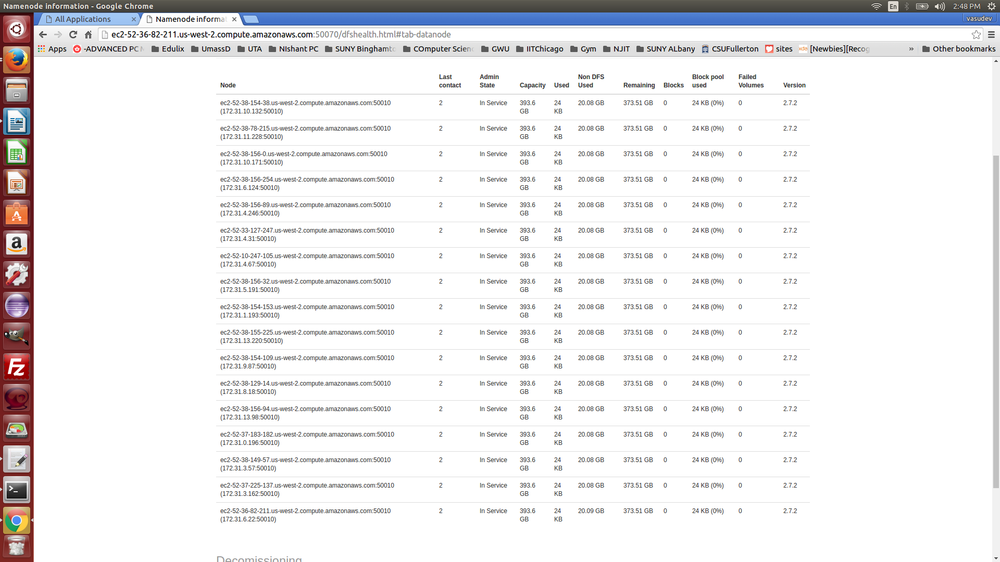 Namenode information - Google Chrome
En
2:48 PM
All Applications
Namenode informa
vasudev
ec2-52-36-82-211.us-west-2.compute.amazonaws.com:50070/dfshealth.html#tab-datanode
Apps
-ADVANCED PC
Edulix
UmassD
UTA
NIshant PC
SUNY Binghamto
COmputer Scien
GWU
IITChicago
Gym
NJIT
SUNY ALbany
CSUFullerton
sites
xda
[Newbies][Recog
»
Other bookmarks
Node Last contact Admin State Capacity Used Non DFS Used Remaining Blocks Block pool used Failed Volumes Version
ec2-52-38-154-38.us-west-2.compute.amazonaws.com:50010 2 In Service 393.6 24 20.08 GB 373.51 GB 0 24 KB (0%) 0 2.7.2
(172.31.10.132:50010) GB KB
ec2-52-38-78-215.us-west-2.compute.amazonaws.com:50010 2 In Service 393.6 24 20.08 GB 373.51 GB 0 24 KB (0%) 0 2.7.2
(172.31.11.228:50010) GB KB
ec2-52-38-156-0.us-west-2.compute.amazonaws.com:50010 2 In Service 393.6 24 20.08 GB 373.51 GB 0 24 KB (0%) 0 2.7.2
(172.31.10.171:50010) GB KB
ec2-52-38-156-254.us-west-2.compute.amazonaws.com:50010 2 In Service 393.6 24 20.08 GB 373.51 GB 0 24 KB (0%) 0 2.7.2
(172.31.6.124:50010) GB KB
ec2-52-38-156-89.us-west-2.compute.amazonaws.com:50010 2 In Service 393.6 24 20.08 GB 373.51 GB 0 24 KB (0%) 0 2.7.2
(172.31.4.246:50010) GB KB
ec2-52-33-127-247.us-west-2.compute.amazonaws.com:50010 2 In Service 393.6 24 20.08 GB 373.51 GB 0 24 KB (0%) 0 2.7.2
(172.31.4.31:50010) GB KB
ec2-52-10-247-105.us-west-2.compute.amazonaws.com:50010 2 In Service 393.6 24 20.08 GB 373.51 GB 0 24 KB (0%) 0 2.7.2
(172.31.4.67:50010) GB KB
ec2-52-38-156-32.us-west-2.compute.amazonaws.com:50010 2 In Service 393.6 24 20.08 GB 373.51 GB 0 24 KB (0%) 0 2.7.2
(172.31.5.191:50010) GB KB
ec2-52-38-154-153.us-west-2.compute.amazonaws.com:50010 2 In Service 393.6 24 20.08 GB 373.51 GB 0 24 KB (0%) 0 2.7.2
(172.31.1.193:50010) GB KB
ec2-52-38-155-225.us-west-2.compute.amazonaws.com:50010 2 In Service 393.6 24 20.08 GB 373.51 GB 0 24 KB (0%) 0 2.7.2
(172.31.13.220:50010) GB KB
ec2-52-38-154-109.us-west-2.compute.amazonaws.com:50010 2 In Service 393.6 24 20.08 GB 373.51 GB 0 24 KB (0%) 0 2.7.2
(172.31.9.87:50010) GB KB
ec2-52-38-129-14.us-west-2.compute.amazonaws.com:50010 2 In Service 393.6 24 20.08 GB 373.51 GB 0 24 KB (0%) 0 2.7.2
(172.31.8.18:50010) GB KB
ec2-52-38-156-94.us-west-2.compute.amazonaws.com:50010 2 In Service 393.6 24 20.08 GB 373.51 GB 0 24 KB (0%) 0 2.7.2
(172.31.13.98:50010) GB KB
ec2-52-37-183-182.us-west-2.compute.amazonaws.com:50010 2 In Service 393.6 24 20.08 GB 373.51 GB 0 24 KB (0%) 0 2.7.2
(172.31.0.196:50010) GB KB
ec2-52-38-149-57.us-west-2.compute.amazonaws.com:50010 2 In Service 393.6 24 20.08 GB 373.51 GB 0 24 KB (0%) 0 2.7.2
(172.31.3.57:50010) GB KB
ec2-52-37-225-137.us-west-2.compute.amazonaws.com:50010 2 In Service 393.6 24 20.08 GB 373.51 GB 0 24 KB (0%) 0 2.7.2
(172.31.3.162:50010) GB KB
ec2-52-36-82-211.us-west-2.compute.amazonaws.com:50010 2 In Service 393.6 24 20.09 GB 373.51 GB 0 24 KB (0%) 0 2.7.2
(172.31.6.22:50010) GB KB
Decomissioning